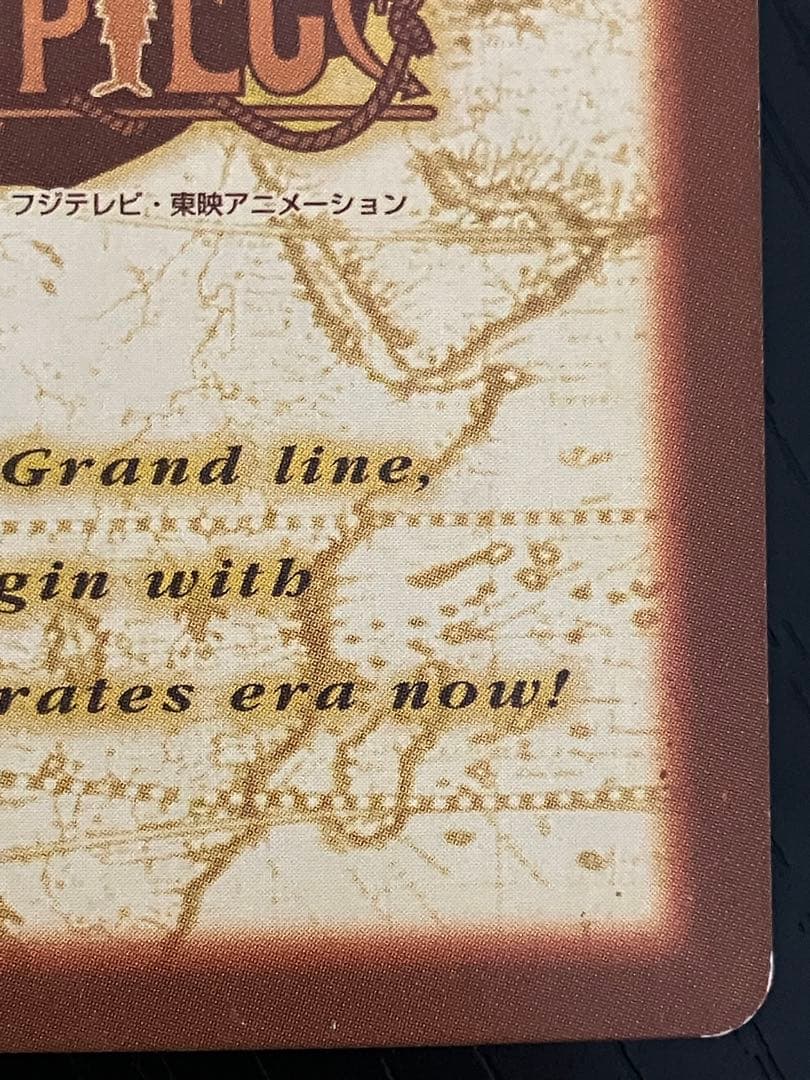 PIEC
フジテレビ・東映アニメーション
Grand line,
gin with
rates era now!